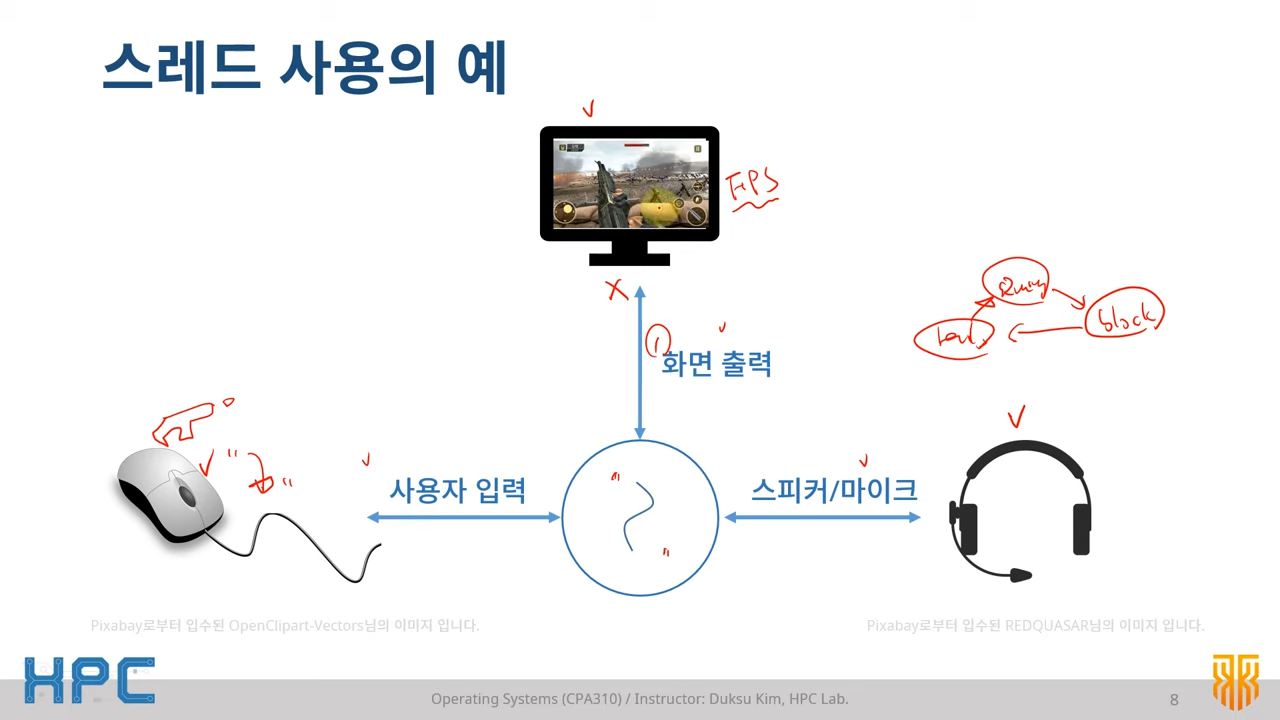 스레드 사용의 예
FPS
Runing
block
①
화면 출력
사용자 입력
스피커/마이크
Pixabay로부터 입수된 OpenClipart-Vectors님의 이미지 입니다.
Pixabay로부터 입수된 REDQUASAR님의 이미지 입니다.
HPC
Operating Systems (CPA310) / Instructor: Duksu Kim, HPC Lab.
8